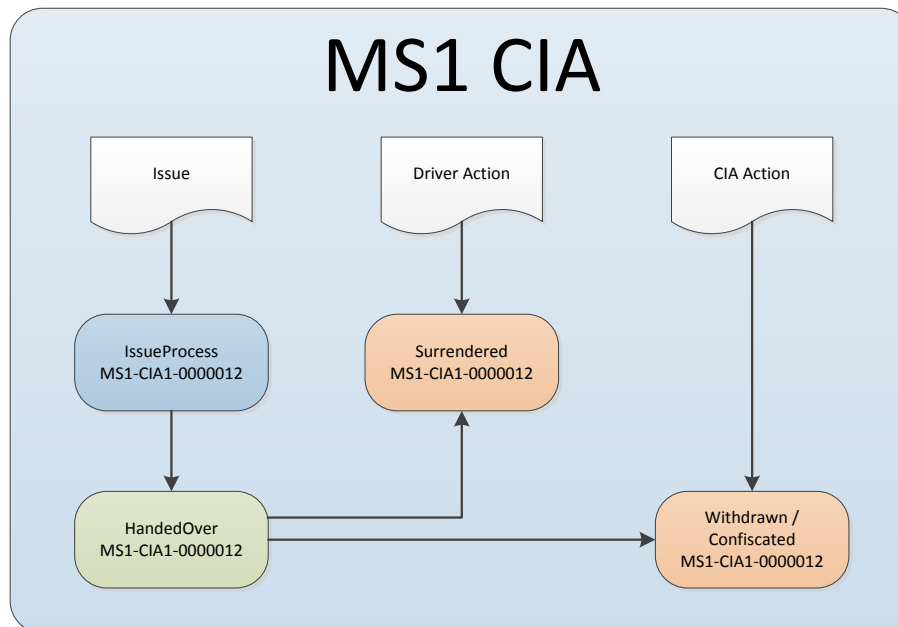 MS1 CIA
Issue
Driver Action
CIA Action
IssueProcess
MS1-CIA1-0000012
Surrendered
MS1-CIA1-0000012
HandedOver
MS1-CIA1-0000012
Withdrawn /
Confiscated
MS1-CIA1-0000012